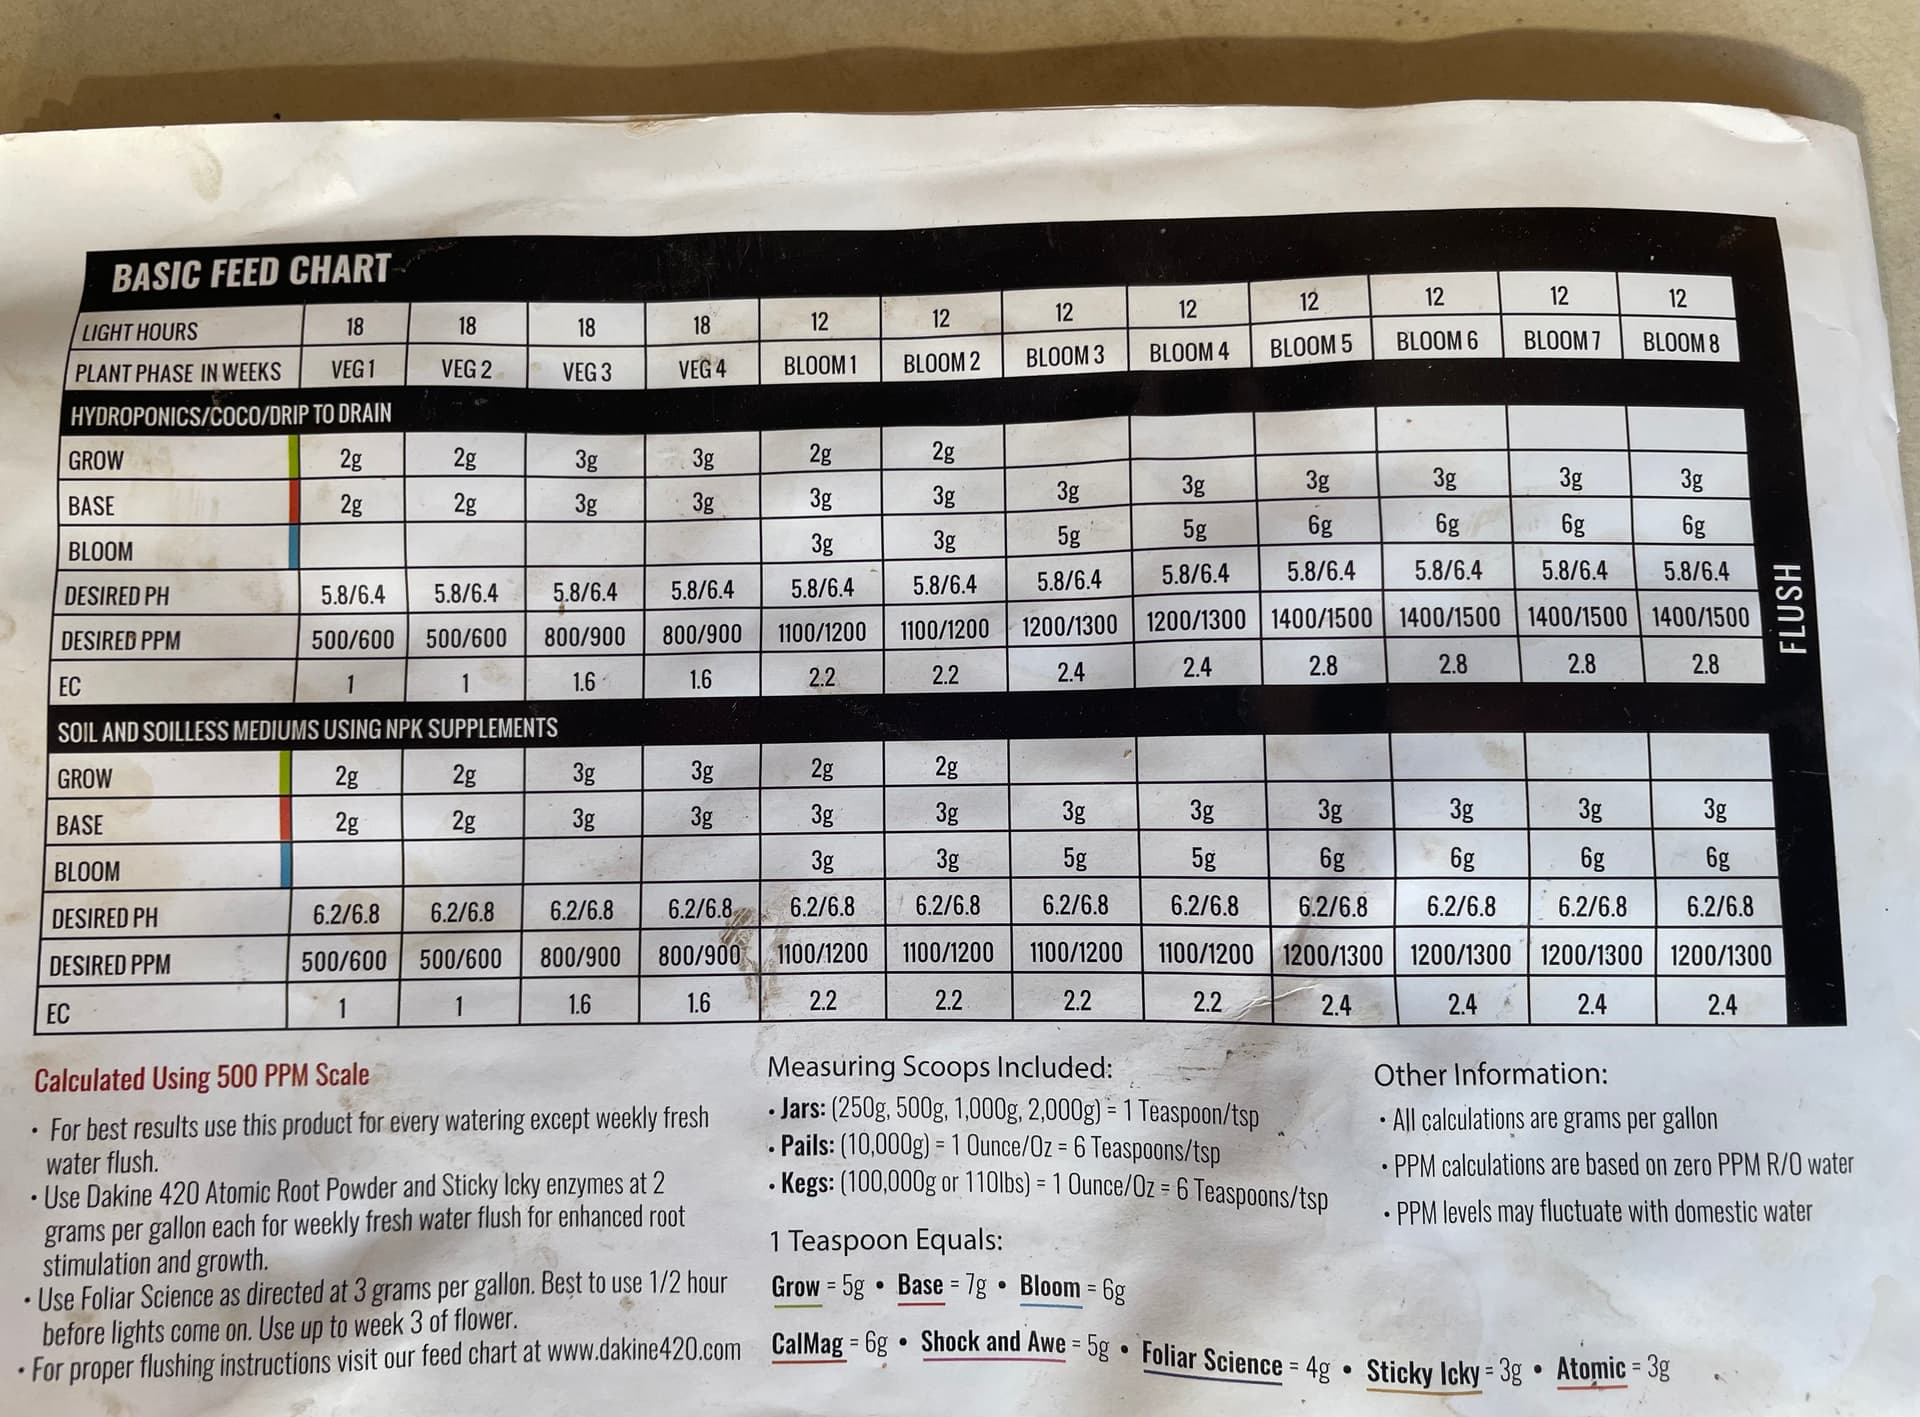 BASIC FEED CHART
LIGHT HOURS 18 18 18 18 12 12 12 12 12 12 12 12
PLANT PHASE IN WEEKS VEG 1 VEG 2 VEG 3 VEG 4 BLOOM 1 BLOOM 2 BLOOM 3 BLOOM 4 BLOOM 5 BLOOM 6 BLOOM 7 BLOOM 8
HYDROPONICS/COCO/DRIP TO DRAIN
GROW 2g 2g 3g 3g 2g 2g
BASE 2g 2g 3g 3g 3g 3g 3g 3g 3g 3g 3g 3g
BLOOM 3g 3g 5g 5g 6g 6g 6g 6g
DESIRED PH 5.8/6.4 5.8/6.4 5.8/6.4 5.8/6.4 5.8/6.4 5.8/6.4 5.8/6.4 5.8/6.4 5.8/6.4 5.8/6.4 5.8/6.4 5.8/6.4
DESIRED PPM 500/600 500/600 800/900 800/900 1100/1200 1100/1200 1200/1300 1200/1300 1400/1500 1400/1500 1400/1500 1400/1500
EC 1 1 1.6 1.6 2.2 2.2 2.4 2.4 2.8 2.8 2.8 2.8
FLUSH
SOIL AND SOILLESS MEDIUMS USING NPK SUPPLEMENTS
GROW 2g 2g 3g 3g 2g 2g
BASE 2g 2g 3g 3g 3g 3g 3g 3g 3g 3g 3g 3g
BLOOM 3g 3g 5g 5g 6g 6g 6g 6g
DESIRED PH 6.2/6.8 6.2/6.8 6.2/6.8 6.2/6.8 6.2/6.8 6.2/6.8 6.2/6.8 6.2/6.8 6.2/6.8 6.2/6.8 6.2/6.8 6.2/6.8
DESIRED PPM 500/600 500/600 800/900 800/900 1100/1200 1100/1200 1100/1200 1100/1200 1200/1300 1200/1300 1200/1300 1200/1300
EC 1 1 1.6 1.6 2.2 2.2 2.2 2.2 2.4 2.4 2.4 2.4
Calculated Using 500 PPM Scale
• For best results use this product for every watering except weekly fresh
water flush.
• Use Dakine 420 Atomic Root Powder and Sticky Icky enzymes at 2
grams per gallon each for weekly fresh water flush for enhanced root
stimulation and growth.
• Use Foliar Science as directed at 3 grams per gallon. Best to use 1/2 hour
before lights come on. Use up to week 3 of flower.
• For proper flushing instructions visit our feed chart at www.dakine420.com
Measuring Scoops Included:
• Jars: (250g, 500g, 1,000g, 2,000g) = 1 Teaspoon/tsp
• Pails: (10,000g) = 1 Ounce/Oz = 6 Teaspoons/tsp
• Kegs: (100,000g or 110lbs) = 1 Ounce/Oz = 6 Teaspoons/tsp
1 Teaspoon Equals:
Grow = 5g • Base = 7g • Bloom = 6g
CalMag = 6g • Shock and Awe = 5g • Foliar Science = 4g • Sticky Icky = 3g • Atomic = 3g
Other Information:
• All calculations are grams per gallon
• PPM calculations are based on zero PPM R/O water
• PPM levels may fluctuate with domestic water